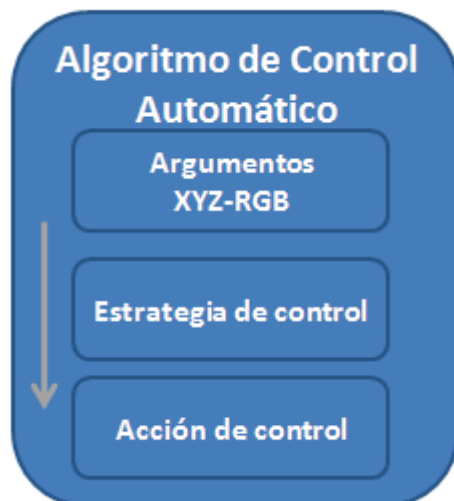 Algoritmo de Control
Automático
Argumentos
XYZ-RGB
Estrategia de control
Acción de control